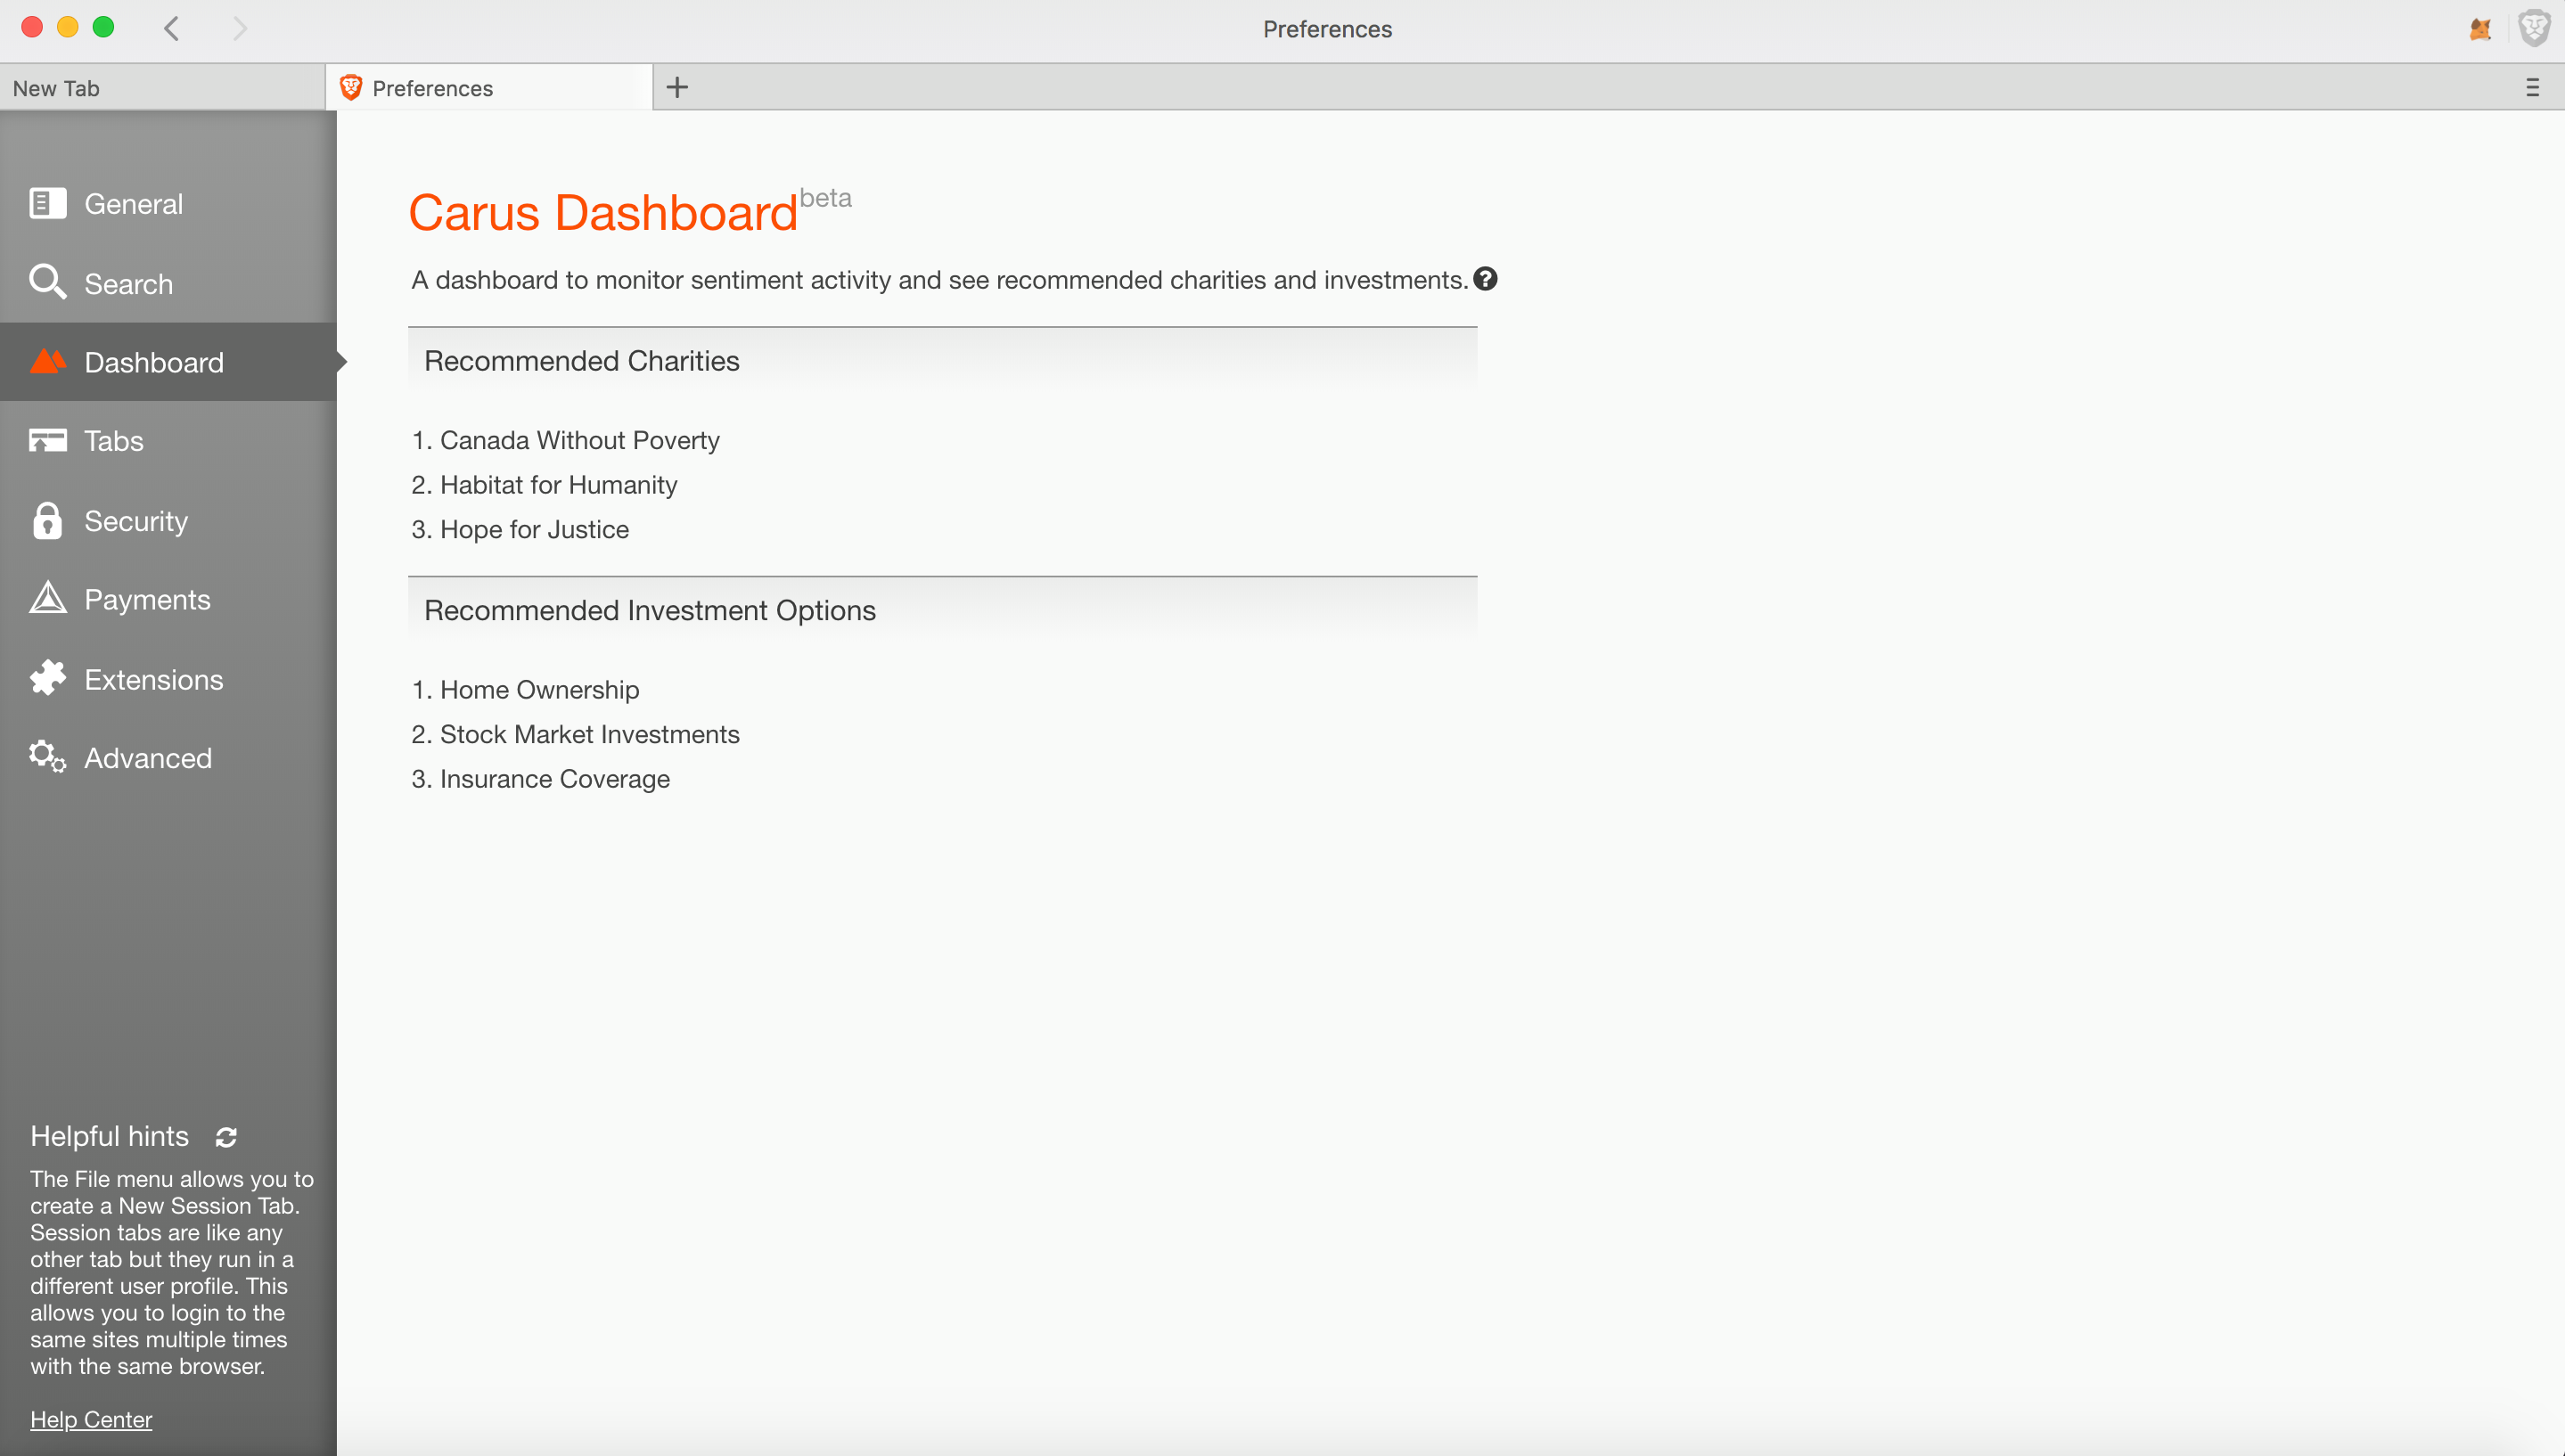 Preferences
New Tab
Preferences
General
Search
Dashboard
Tabs
Security
Payments
Extensions
Advanced
Helpful hints
The File menu allows you to
create a New Session Tab.
Session tabs are like any
other tab but they run in a
different user profile. This
allows you to login to the
same sites multiple times
with the same browser.
Help Center
Carus Dashboard beta
A dashboard to monitor sentiment activity and see recommended charities and investments.
Recommended Charities
1. Canada Without Poverty
2. Habitat for Humanity
3. Hope for Justice
Recommended Investment Options
1. Home Ownership
2. Stock Market Investments
3. Insurance Coverage